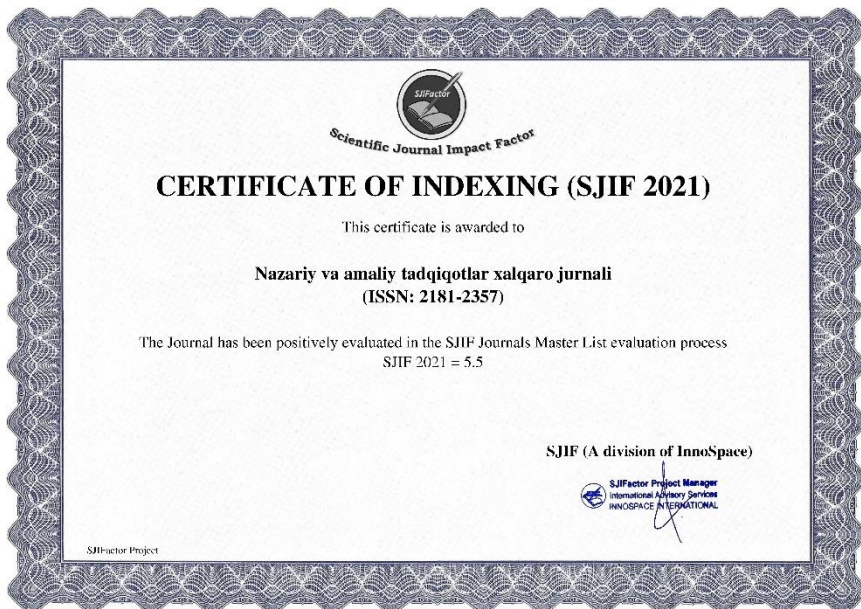 SJIFactor
Scientific Journal Impact Factor
CERTIFICATE OF INDEXING (SJIF 2021)
This certificate is awarded to
Nazariy va amaliy tadqiqotlar xalqaro jurnali
(ISSN: 2181-2357)
The Journal has been positively evaluated in the SJIF Journals Master List evaluation process
SJIF 2021 = 5.5
SJIF (A division of InnoSpace)
SJIFactor Project Manager
International Advisory Services
INNOSPACE INTERNATIONAL
SJIFactor Project